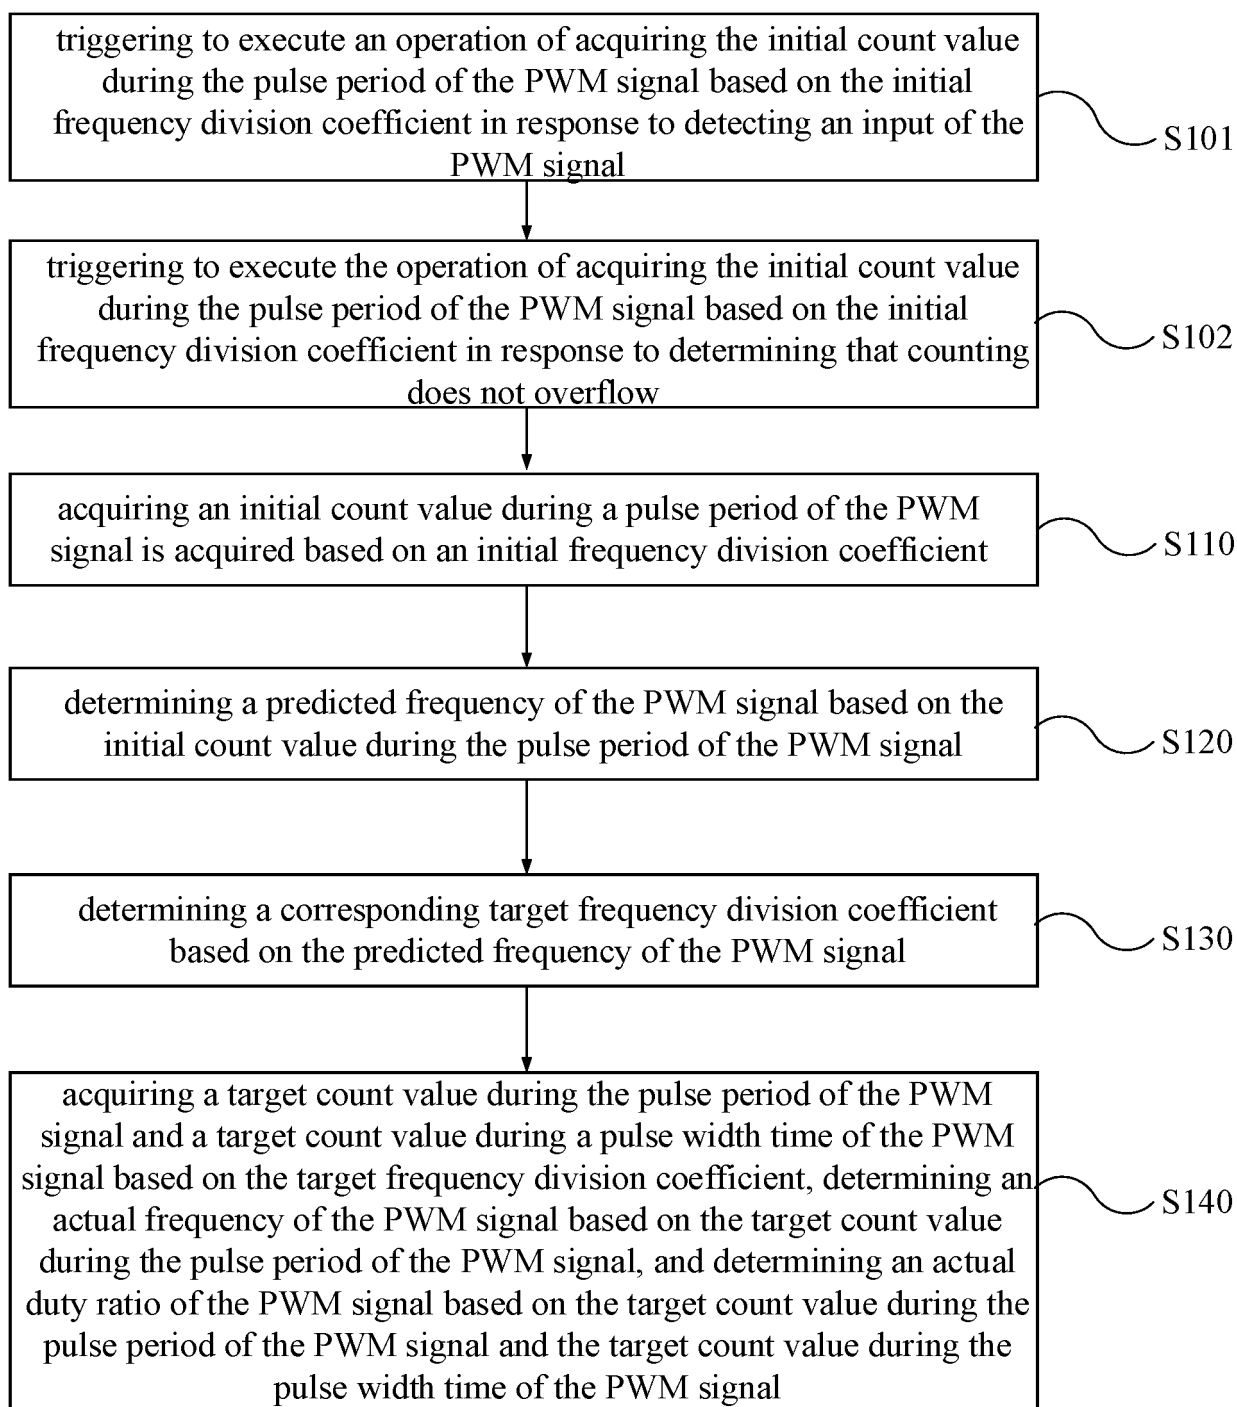 triggering to execute an operation of acquiring the initial count value
during the pulse period of the PWM signal based on the initial
frequency division coefficient in response to detecting an input of the
PWM signal
S101
triggering to execute the operation of acquiring the initial count value
during the pulse period of the PWM signal based on the initial
frequency division coefficient in response to determining that counting
does not overflow
S102
acquiring an initial count value during a pulse period of the PWM
signal is acquired based on an initial frequency division coefficient
S110
determining a predicted frequency of the PWM signal based on the
initial count value during the pulse period of the PWM signal
S120
determining a corresponding target frequency division coefficient
based on the predicted frequency of the PWM signal
S130
acquiring a target count value during the pulse period of the PWM
signal and a target count value during a pulse width time of the PWM
signal based on the target frequency division coefficient, determining an
actual frequency of the PWM signal based on the target count value
during the pulse period of the PWM signal, and determining an actual
duty ratio of the PWM signal based on the target count value during the
pulse period of the PWM signal and the target count value during the
pulse width time of the PWM signal
S140